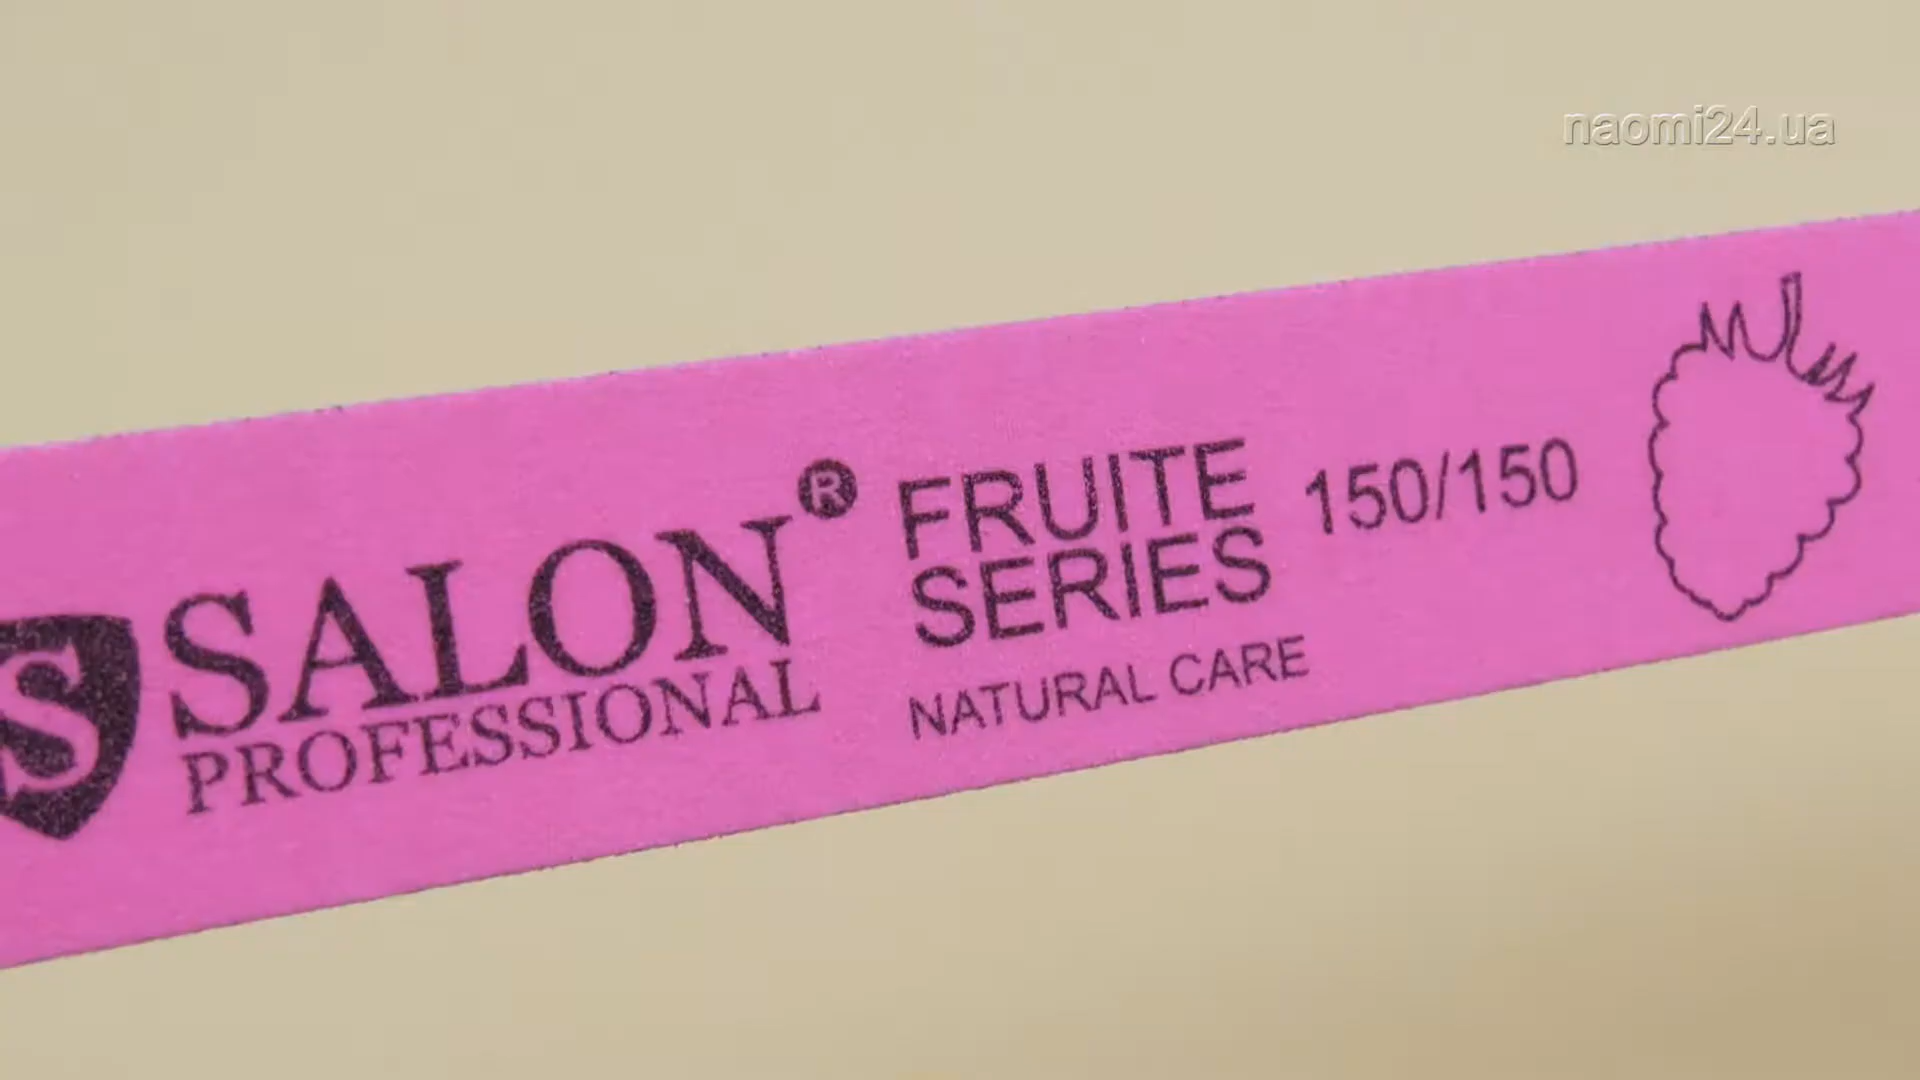 naomi24.ua
S SALON®
PROFESSIONAL
FRUITE
SERIES
150/150
NATURAL CARE